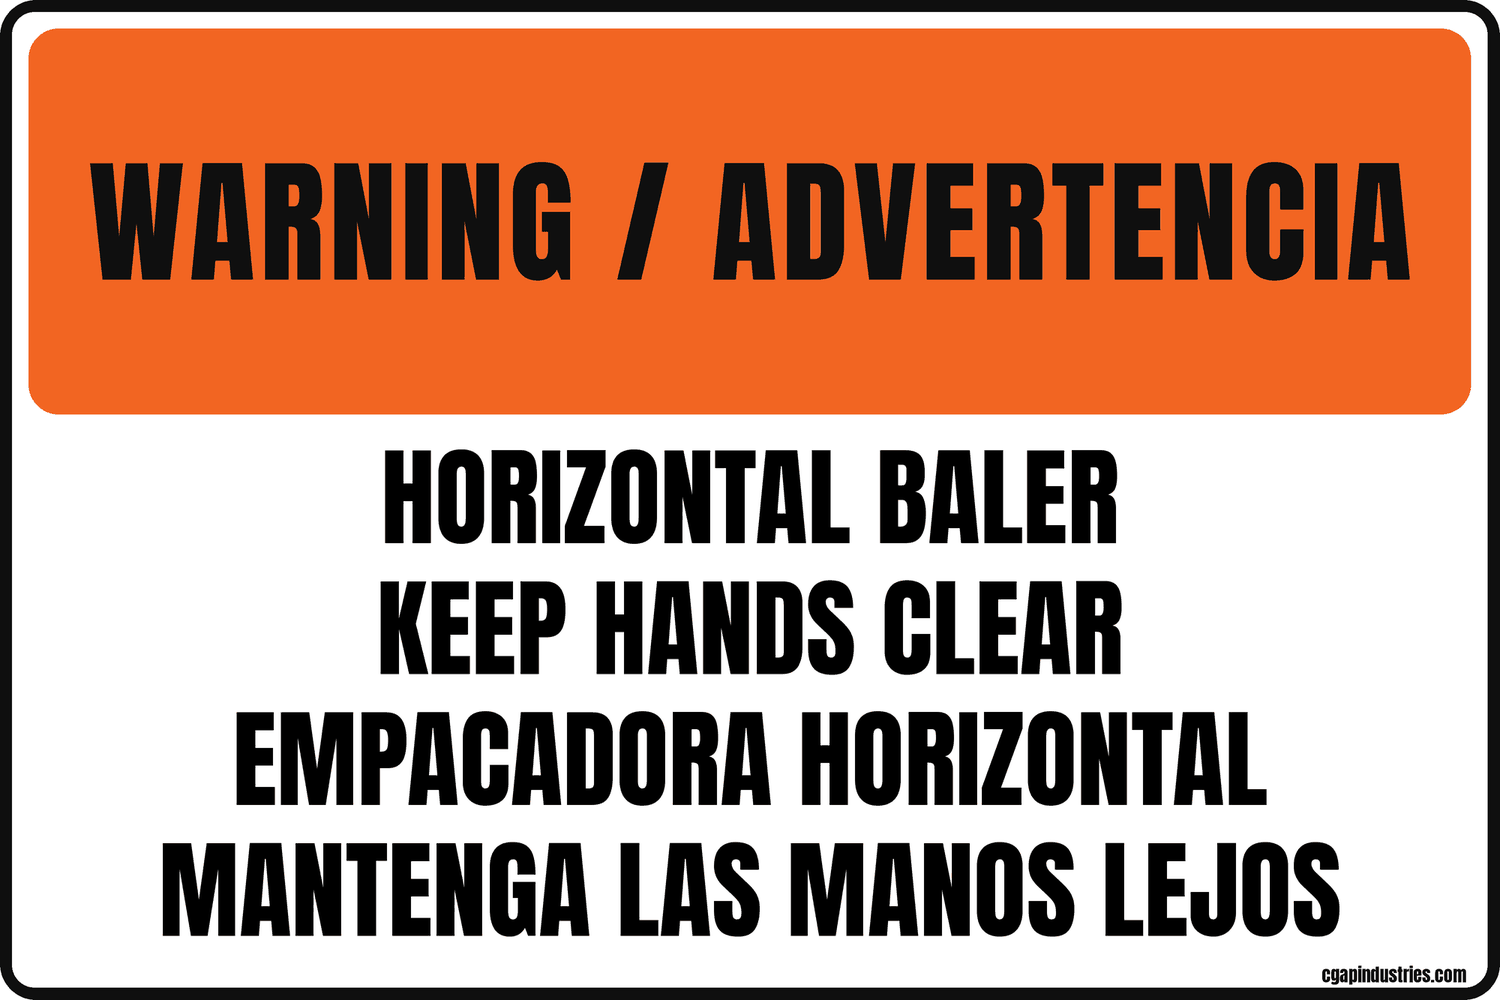 WARNING / ADVERTENCIA
HORIZONTAL BALER
KEEP HANDS CLEAR
EMPACADORA HORIZONTAL
MANTENGA LAS MANOS LEJOS
cgapindustries.com